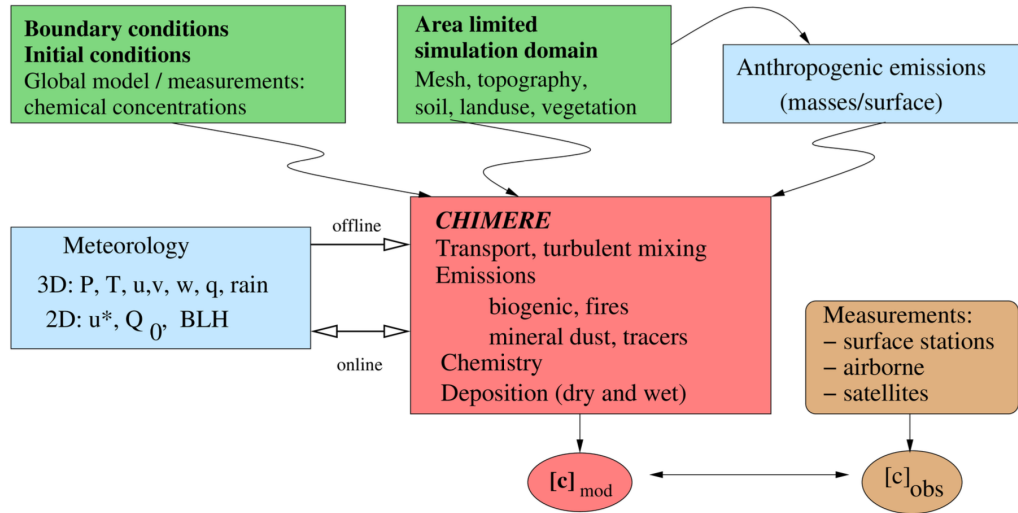 Boundary conditions
Initial conditions
Global model / measurements:
chemical concentrations
Area limited
simulation domain
Mesh, topography,
soil, landuse, vegetation
Anthropogenic emissions
(masses/surface)
Meteorology
3D: P, T, u,v, w, q, rain
2D: u*, Q 0, BLH
offline
online
CHIMERE
Transport, turbulent mixing
Emissions
biogenic, fires
mineral dust, tracers
Chemistry
Deposition (dry and wet)
Measurements:
– surface stations
– airborne
– satellites
[c] mod
[c]obs